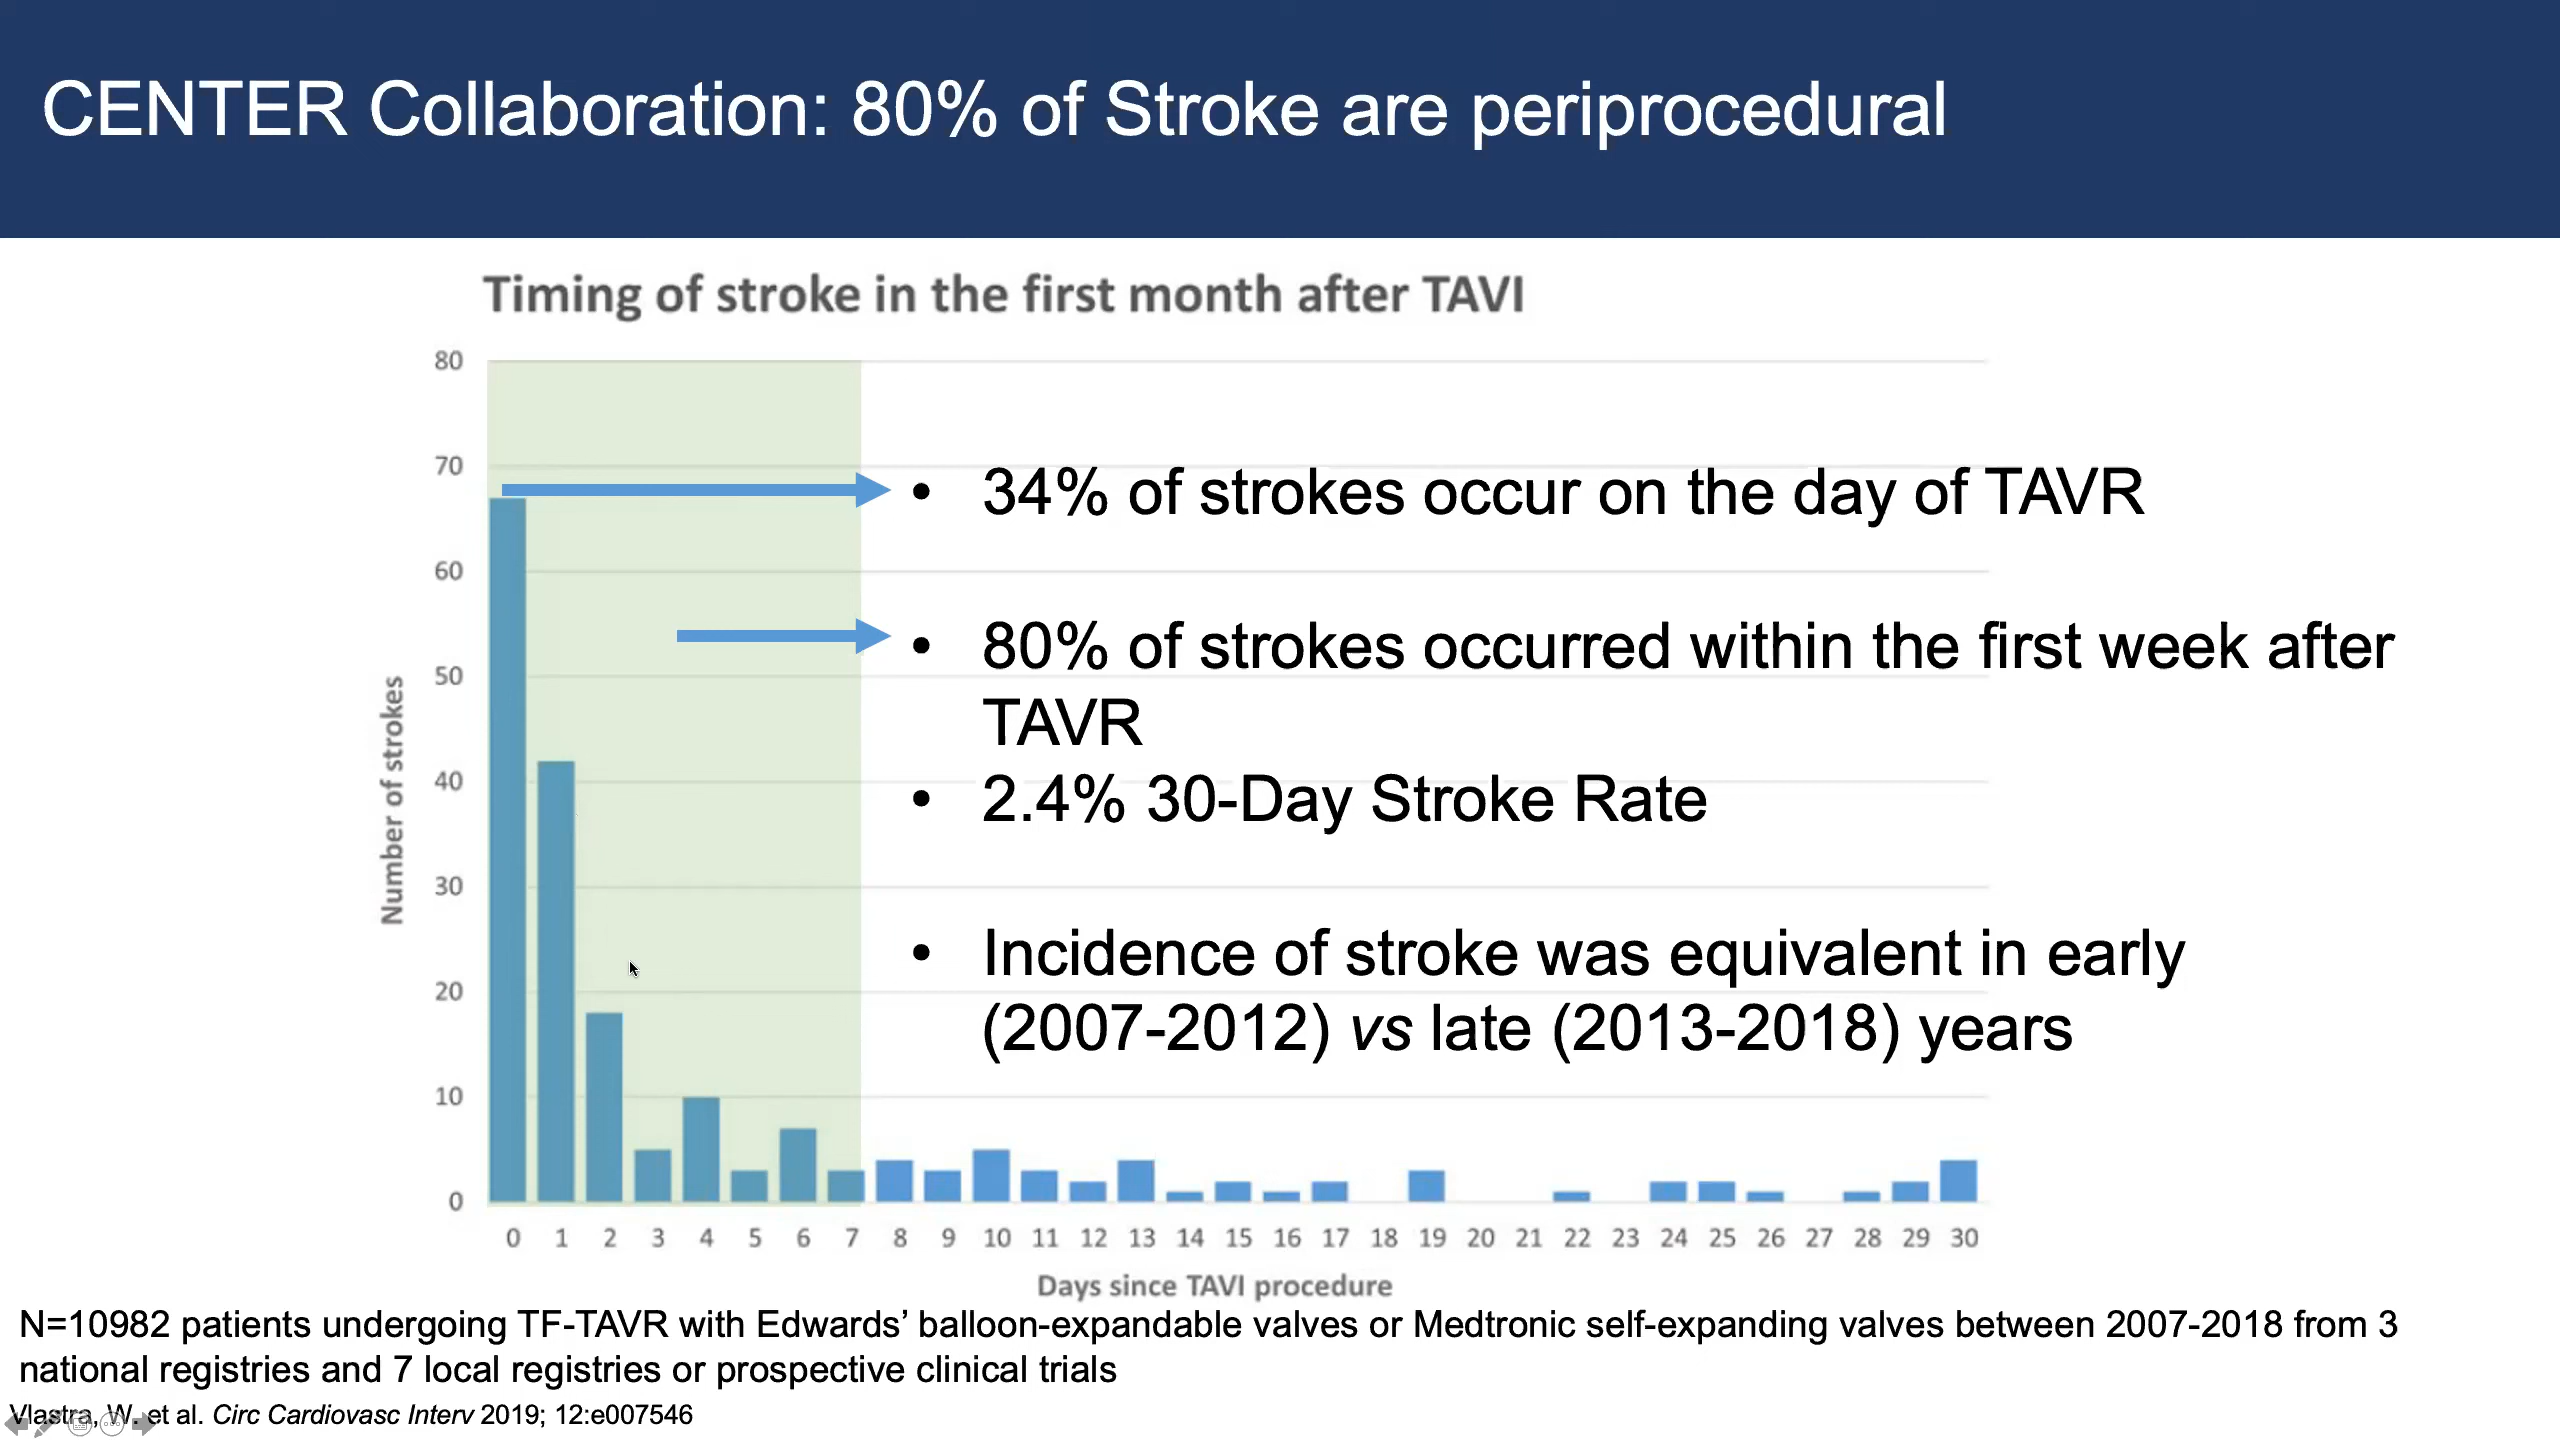 CENTER Collaboration: 80% of Stroke are periprocedural
Timing of stroke in the first month after TAVI
80
70
60
50
40
30
20
10
0
Number of strokes
• 34% of strokes occur on the day of TAVR
• 80% of strokes occurred within the first week after
TAVR
• 2.4% 30-Day Stroke Rate
• Incidence of stroke was equivalent in early
(2007-2012) vs late (2013-2018) years
0 1 2 3 4 5 6 7 8 9 10 11 12 13 14 15 16 17 18 19 20 21 22 23 24 25 26 27 28 29 30
Days since TAVI procedure
N=10982 patients undergoing TF-TAVR with Edwards’ balloon-expandable valves or Medtronic self-expanding valves between 2007-2018 from 3
national registries and 7 local registries or prospective clinical trials
Vlastra, W. et al. Circ Cardiovasc Interv 2019; 12:e007546